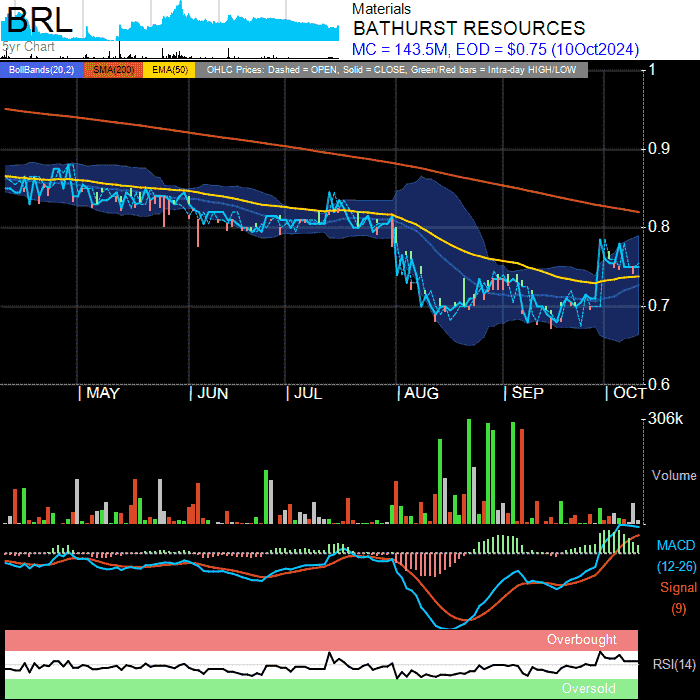 BRL
5yr Chart
Materials
BATHURST RESOURCES
MC = 143.5M, EOD = $0.75 (10Oct2024)
BollBands(20,2) SMA(200) EMA(50) OHLC Prices: Dashed = OPEN, Solid = CLOSE, Green/Red bars = Intra-day HIGH/LOW
1
0.9
0.8
0.7
0.6
| MAY | JUN | JUL | AUG | SEP | OCT
306k
Volume
MACD
(12-26)
Signal
(9)
Overbought
RSI(14)
Oversold